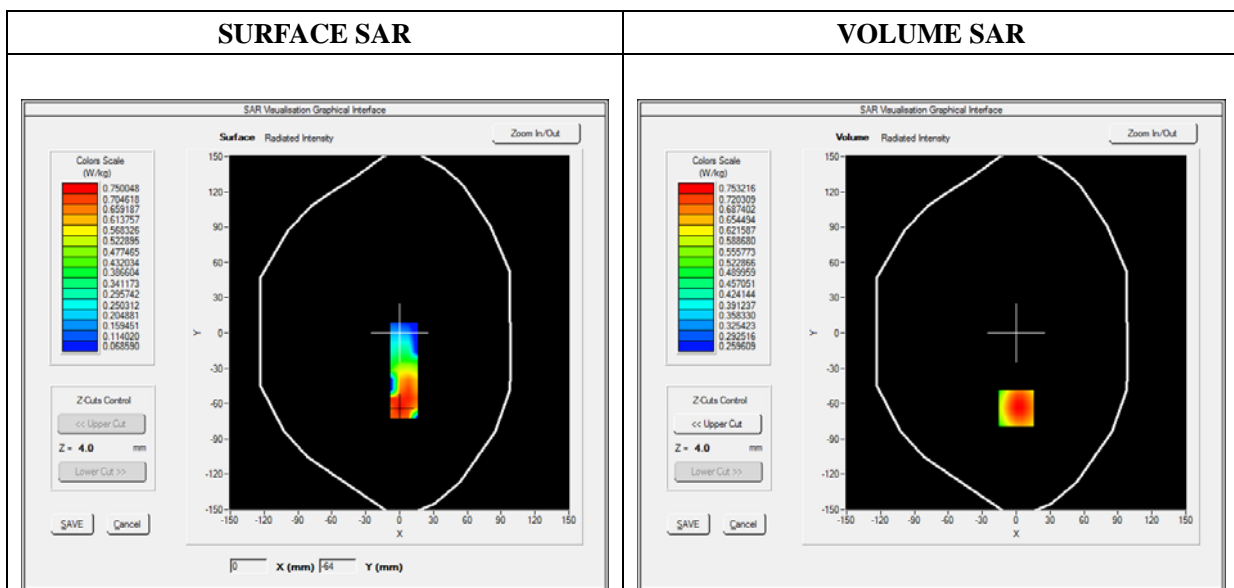 SURFACE SAR
VOLUME SAR
SAR Visualisation Graphical Interface
Surface Radiated Intensity
Zoom In/Out
Colors Scale
(W/kg)
0.750048
0.704618
0.659187
0.613757
0.568326
0.522895
0.477465
0.432034
0.386604
0.341173
0.295742
0.250312
0.204881
0.159451
0.114020
0.068590
Z-Cuts Control
<< Upper Cut
Z = 4.0 mm
Lower Cut >>
SAVE Cancel
150
120
90
60
30
0
-30
-60
-90
-120
-150
Y
-150 -120 -90 -60 -30 0 30 60 90 120 150
X
0 X (mm) -64 Y (mm)
SAR Visualisation Graphical Interface
Volume Radiated Intensity
Zoom In/Out
Colors Scale
(W/kg)
0.753216
0.720309
0.687402
0.654494
0.621587
0.588680
0.555773
0.522866
0.489959
0.457051
0.424144
0.391237
0.358330
0.325423
0.292516
0.259609
Z-Cuts Control
<< Upper Cut
Z = 4.0 mm
Lower Cut >>
SAVE Cancel
150
120
90
60
30
0
-30
-60
-90
-120
-150
Y
-150 -120 -90 -60 -30 0 30 60 90 120 150
X